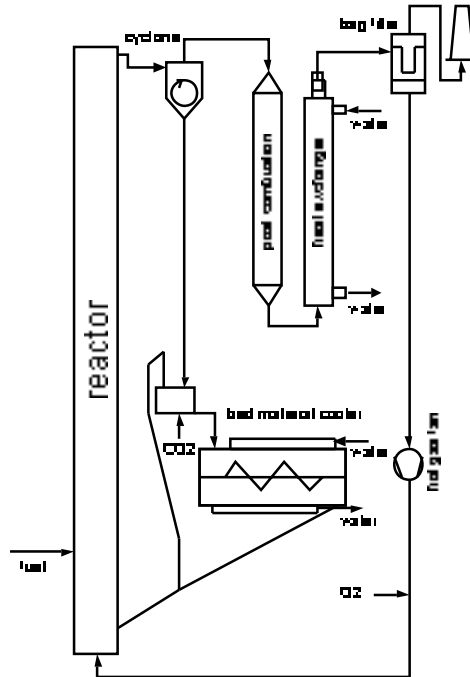 cyclone
bag filter
water
post combustion
heat exchanger
water
reactor
bed material cooler
hot gas fan
CO2
water
water
fuel
O2